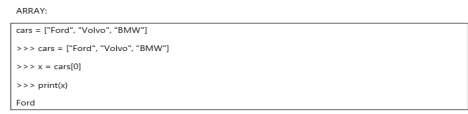 ARRAY:
cars = ["Ford", "Volvo", "BMW"]
>>> cars = ["Ford", "Volvo", "BMW"]
>>> x = cars[0]
>>> print(x)
Ford